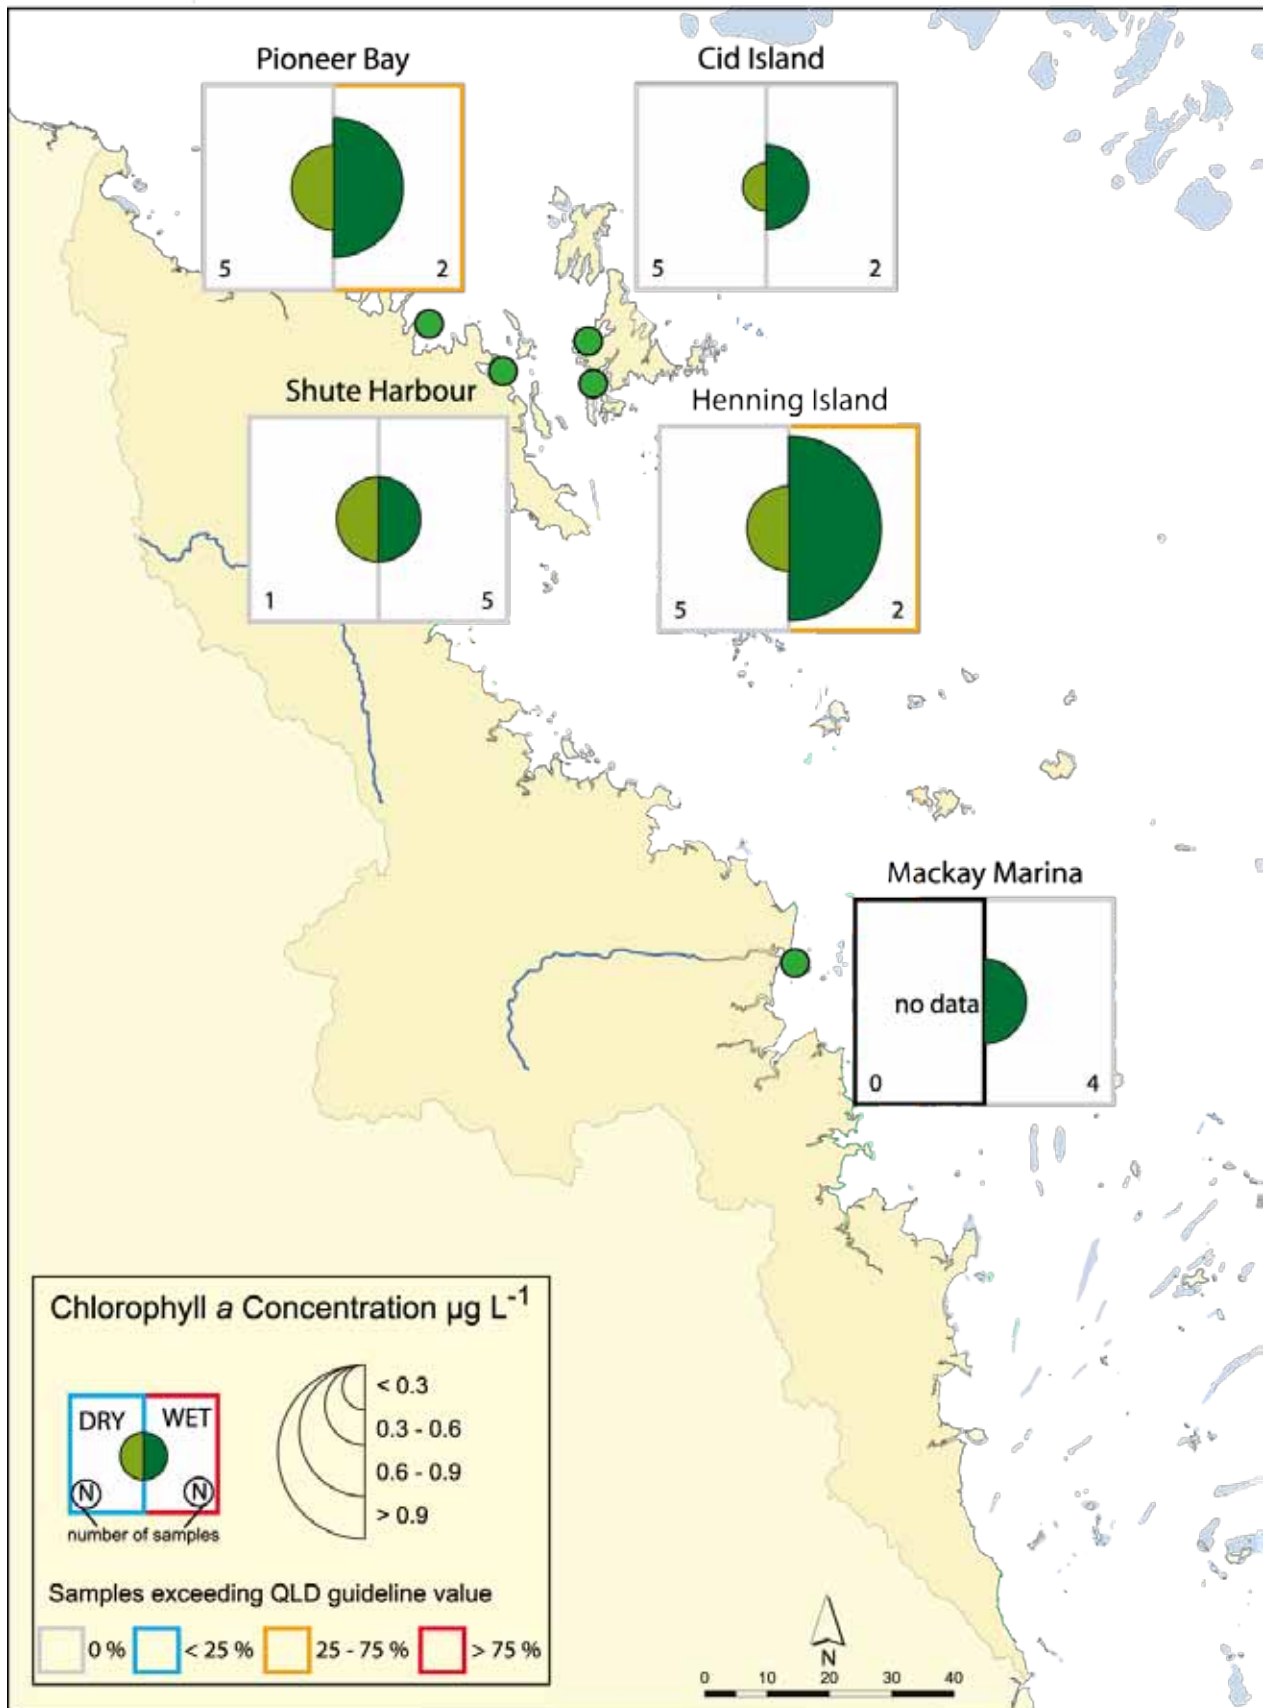 Pioneer Bay
5
2
Cid Island
5
2
Shute Harbour
1
5
Henning Island
5
2
Mackay Marina
no data
0
4
Chlorophyll a Concentration µg L-1
DRY WET
N N
number of samples
< 0.3
0.3 - 0.6
0.6 - 0.9
> 0.9
Samples exceeding QLD guideline value
0 % < 25 % 25 - 75 % > 75 %
N
0 10 20 30 40